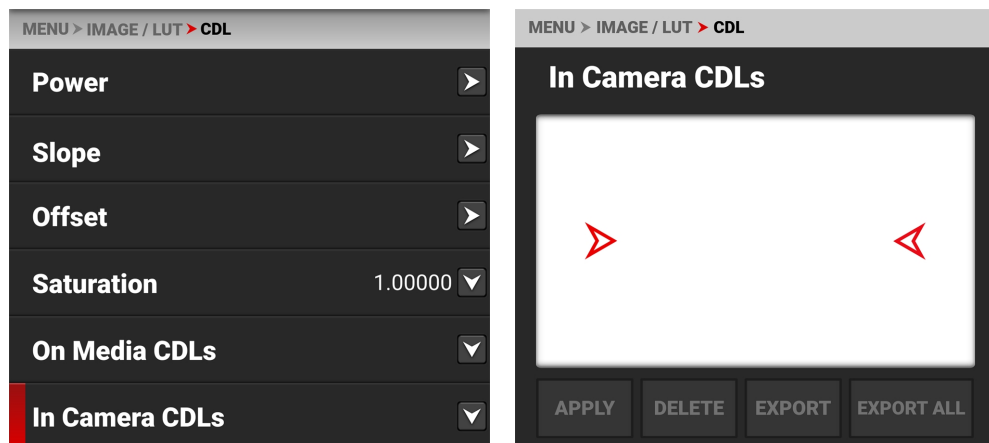 MENU > IMAGE / LUT > CDL
Power
Slope
Offset
Saturation 1.00000
On Media CDLs
In Camera CDLs
MENU > IMAGE / LUT > CDL
In Camera CDLs
APPLY DELETE EXPORT EXPORT ALL